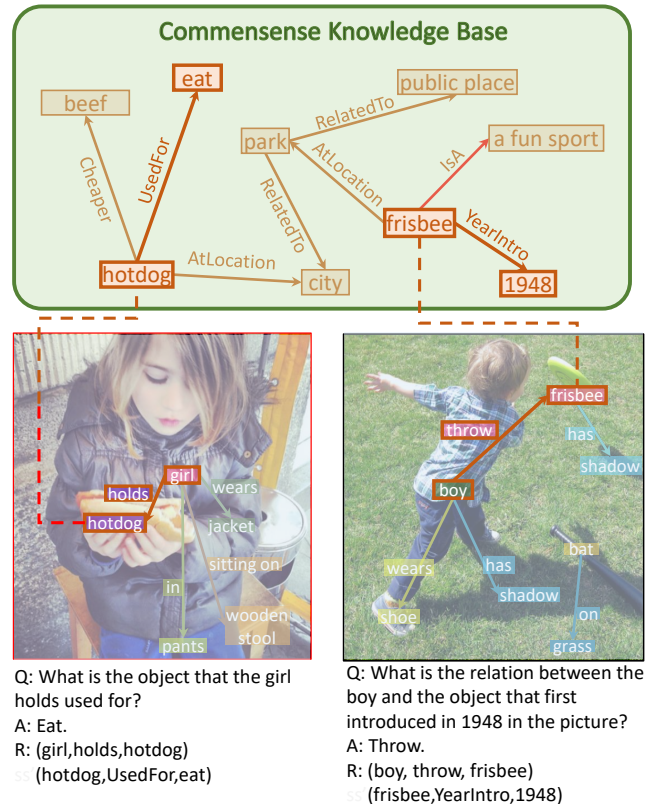 Commensense Knowledge Base
eat
public place
beef
RelatedTo
park
a fun sport
Cheaper
UsedFor
AtLocation
IsA
RelatedTo
frisbee
YearIntro
hotdog
AtLocation
city
1948
frisbee
throw
has
shadow
girl
holds
wears
boy
hotdog
jacket
bat
sitting on
wears
has
in
shadow
wooden
stool
shoe
on
pants
grass
Q: What is the object that the girl
holds used for?
A: Eat.
R: (girl,holds,hotdog)
ss'(hotdog,UsedFor,eat)
Q: What is the relation between the
boy and the object that first
introduced in 1948 in the picture?
A: Throw.
R: (boy, throw, frisbee)
ss'(frisbee,YearIntro,1948)